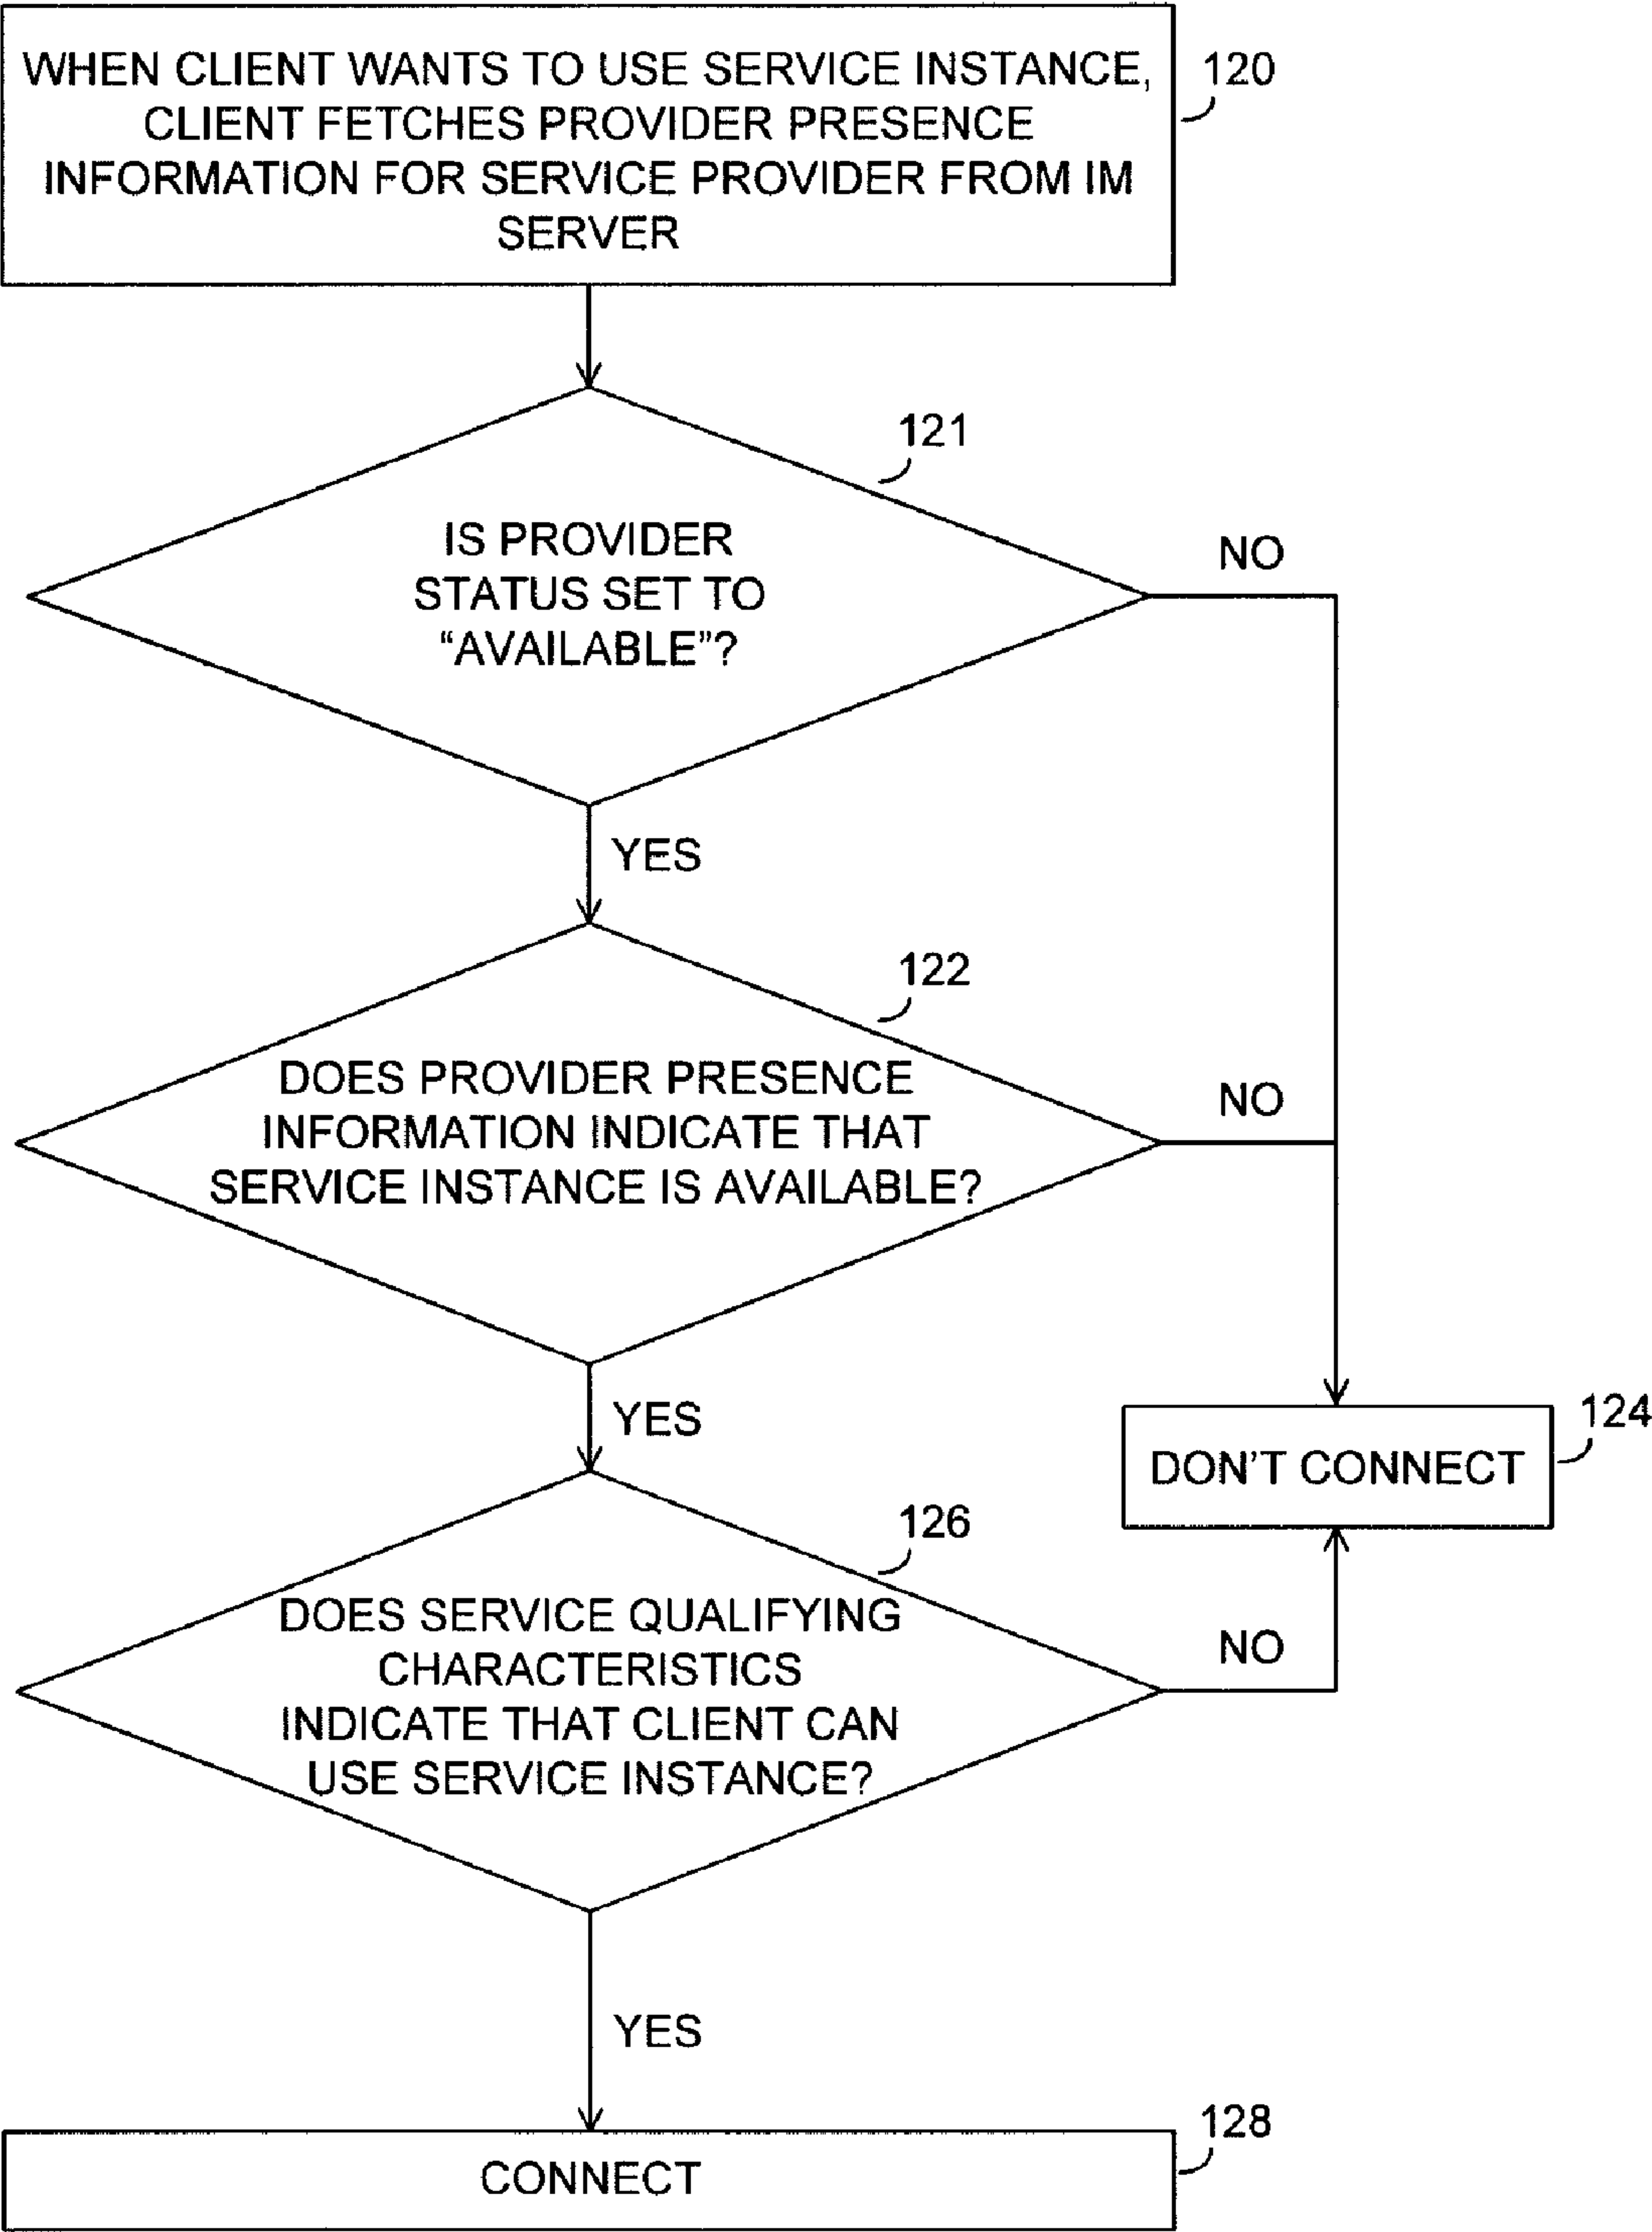 WHEN CLIENT WANTS TO USE SERVICE INSTANCE,
CLIENT FETCHES PROVIDER PRESENCE
INFORMATION FOR SERVICE PROVIDER FROM IM
SERVER
120
121
IS PROVIDER
STATUS SET TO
“AVAILABLE”?
NO
YES
122
DOES PROVIDER PRESENCE
INFORMATION INDICATE THAT
SERVICE INSTANCE IS AVAILABLE?
NO
YES
124
DON'T CONNECT
126
DOES SERVICE QUALIFYING
CHARACTERISTICS
INDICATE THAT CLIENT CAN
USE SERVICE INSTANCE?
NO
YES
128
CONNECT